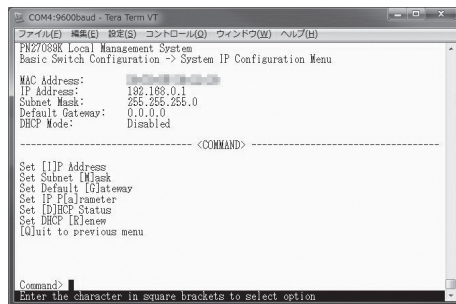 COM4:9600baud - Tera Term VT
ファイル(F) 編集(E) 設定(S) コントロール(O) ウィンドウ(W) ヘルプ(H)
PN27089K Local Management System
Basic Switch Configuration -> System IP Configuration Menu
MAC Address:
IP Address: 192.168.0.1
Subnet Mask: 255.255.255.0
Default Gateway: 0.0.0.0
DHCP Mode: Disabled
---------------------------------- <COMMAND> ----------------------------------
Set [I]P Address
Set Subnet [M]ask
Set Default [G]ateway
Set IP P[a]rameter
Set [D]HCP Status
Set DHCP [R]enew
[Q]uit to previous menu
Command>
Enter the character in square brackets to select option